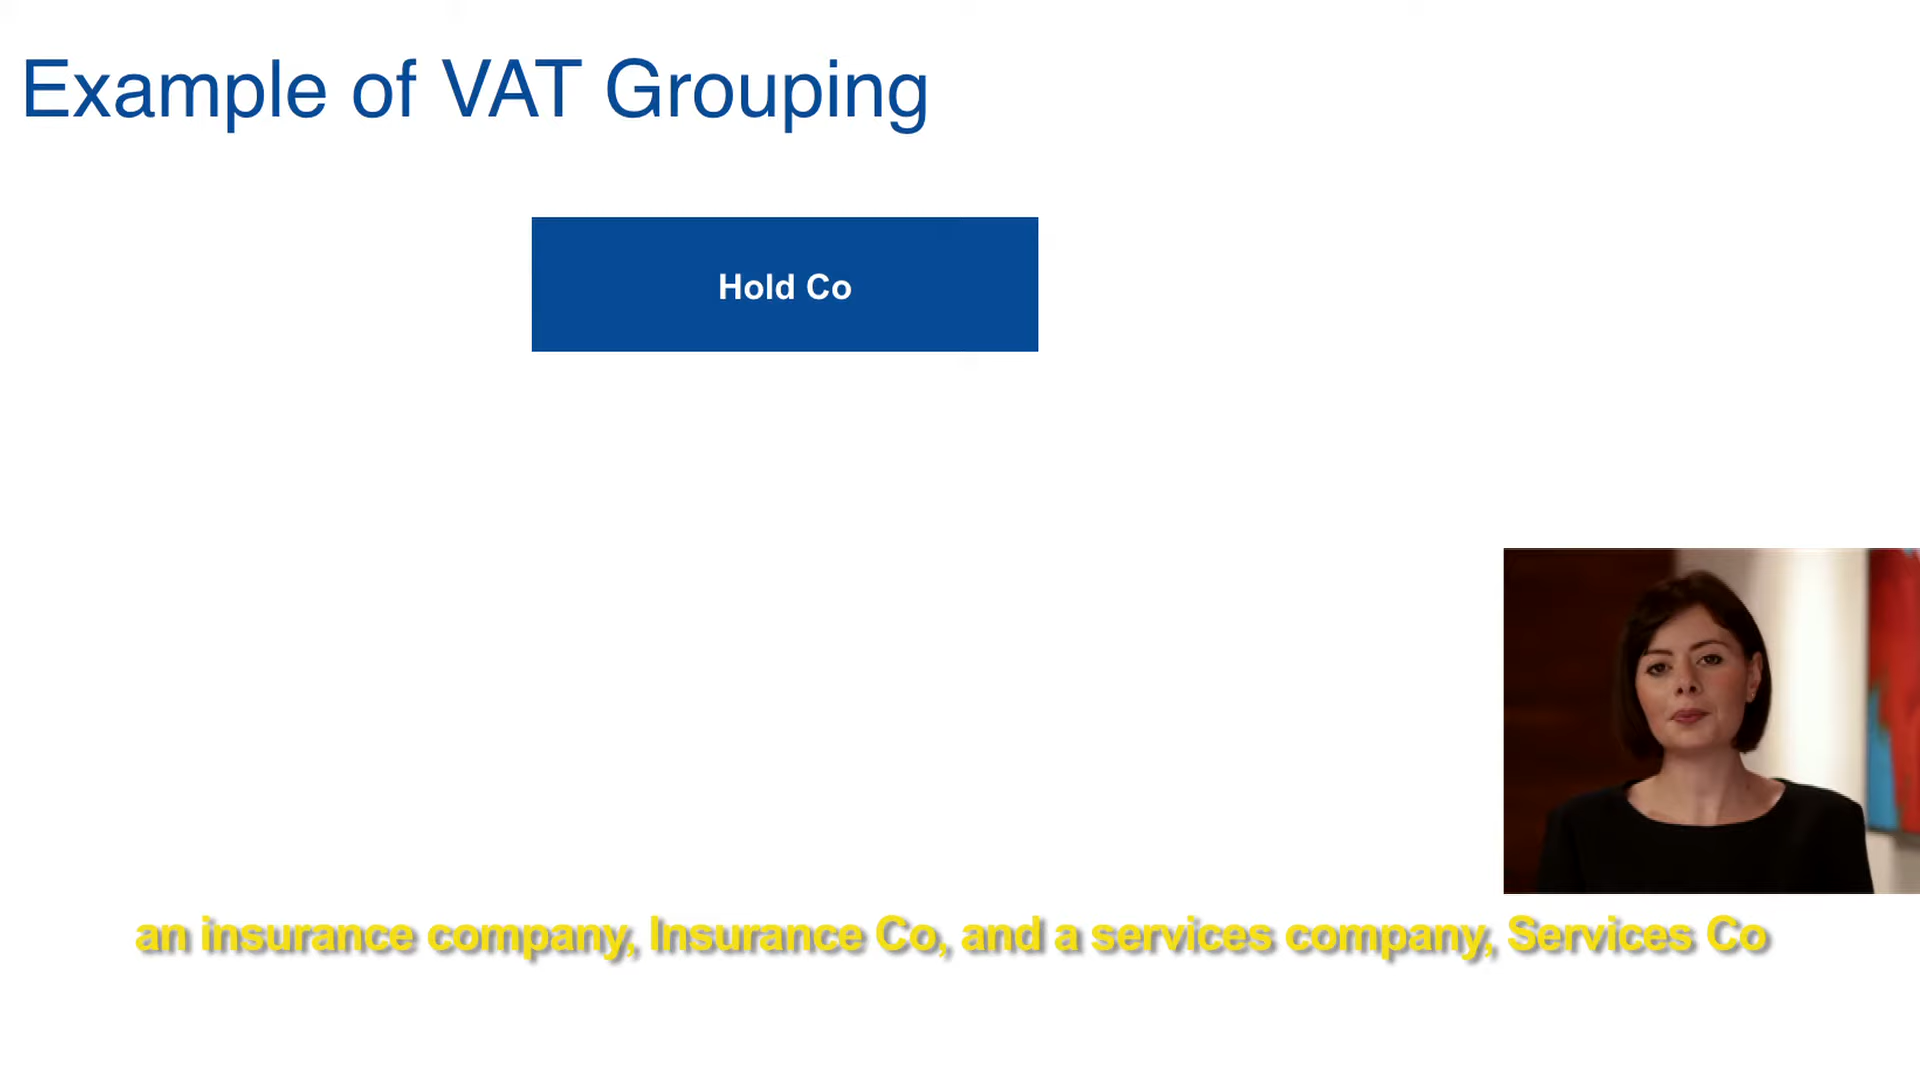 Example of VAT Grouping
Hold Co
an insurance company, Insurance Co, and a services company, Services Co